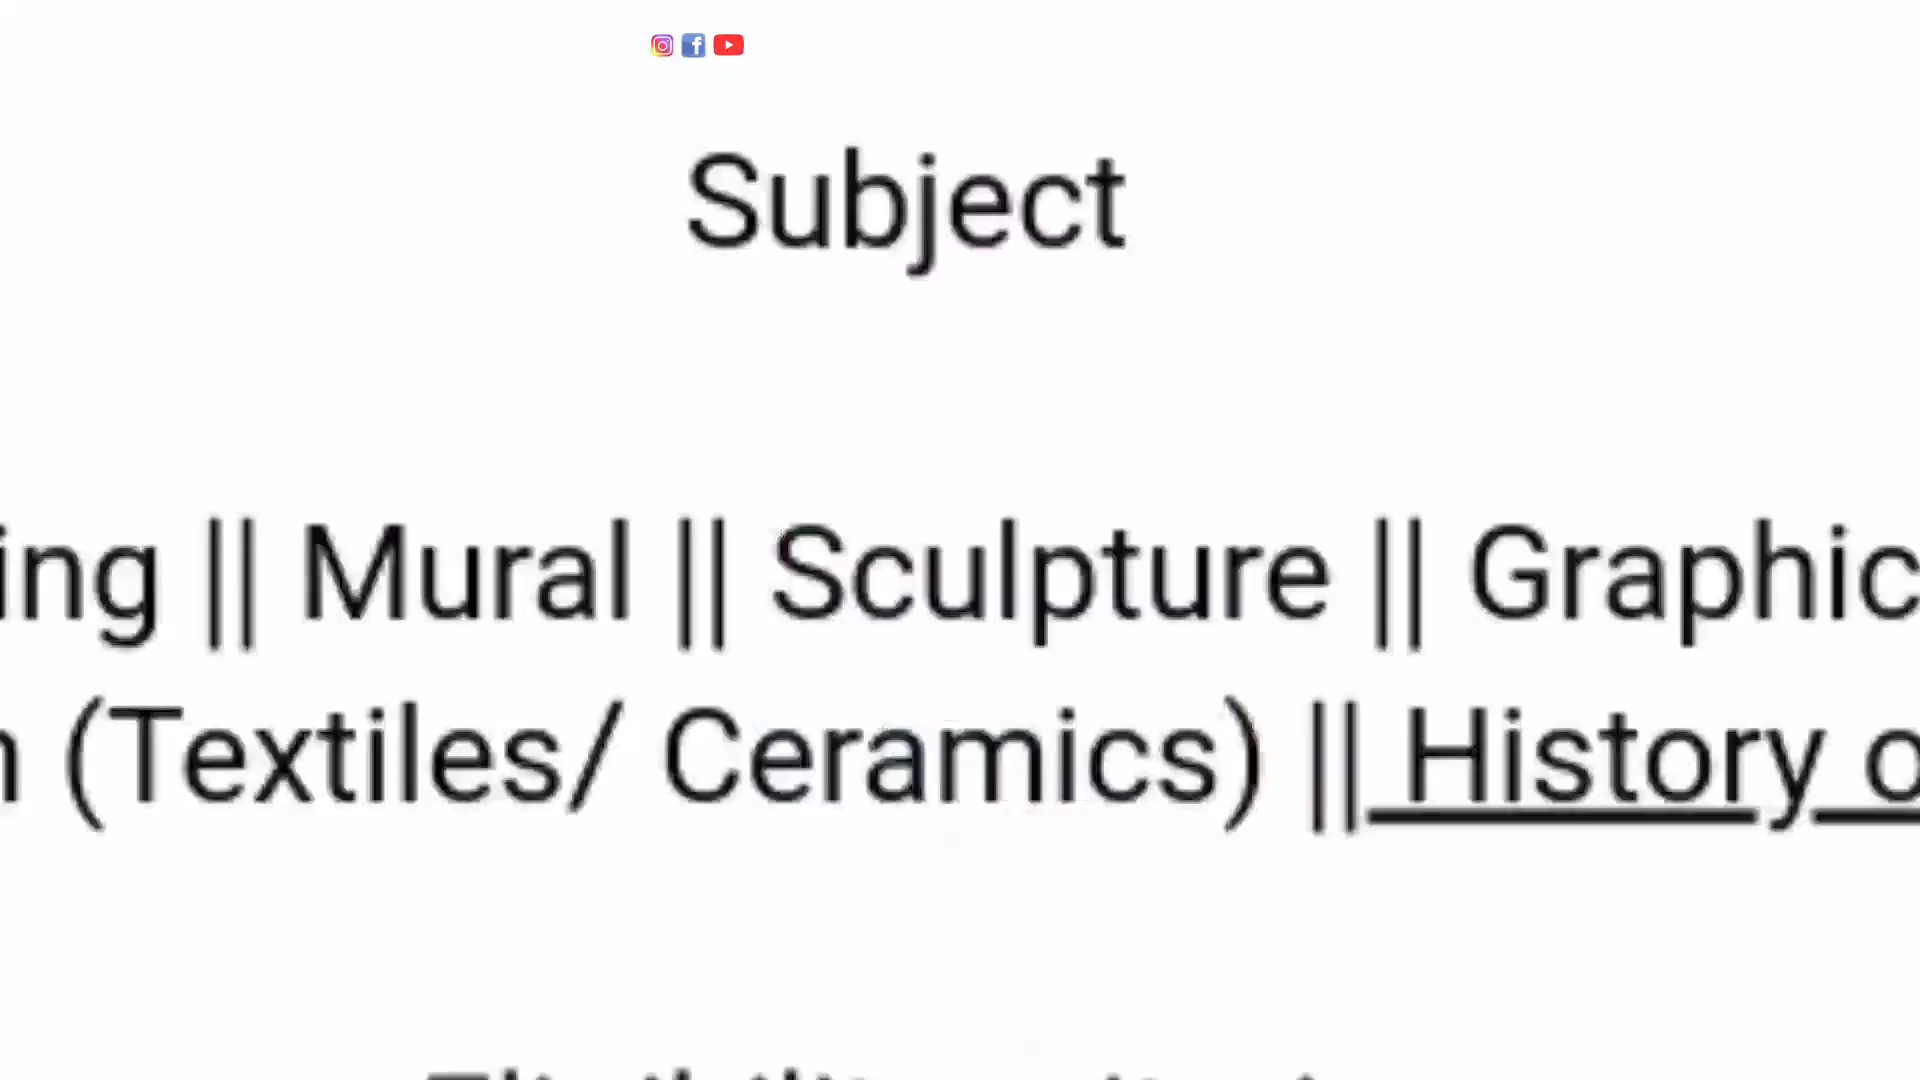 Subject
ing || Mural || Sculpture || Graphic
n (Textiles/ Ceramics) || History o